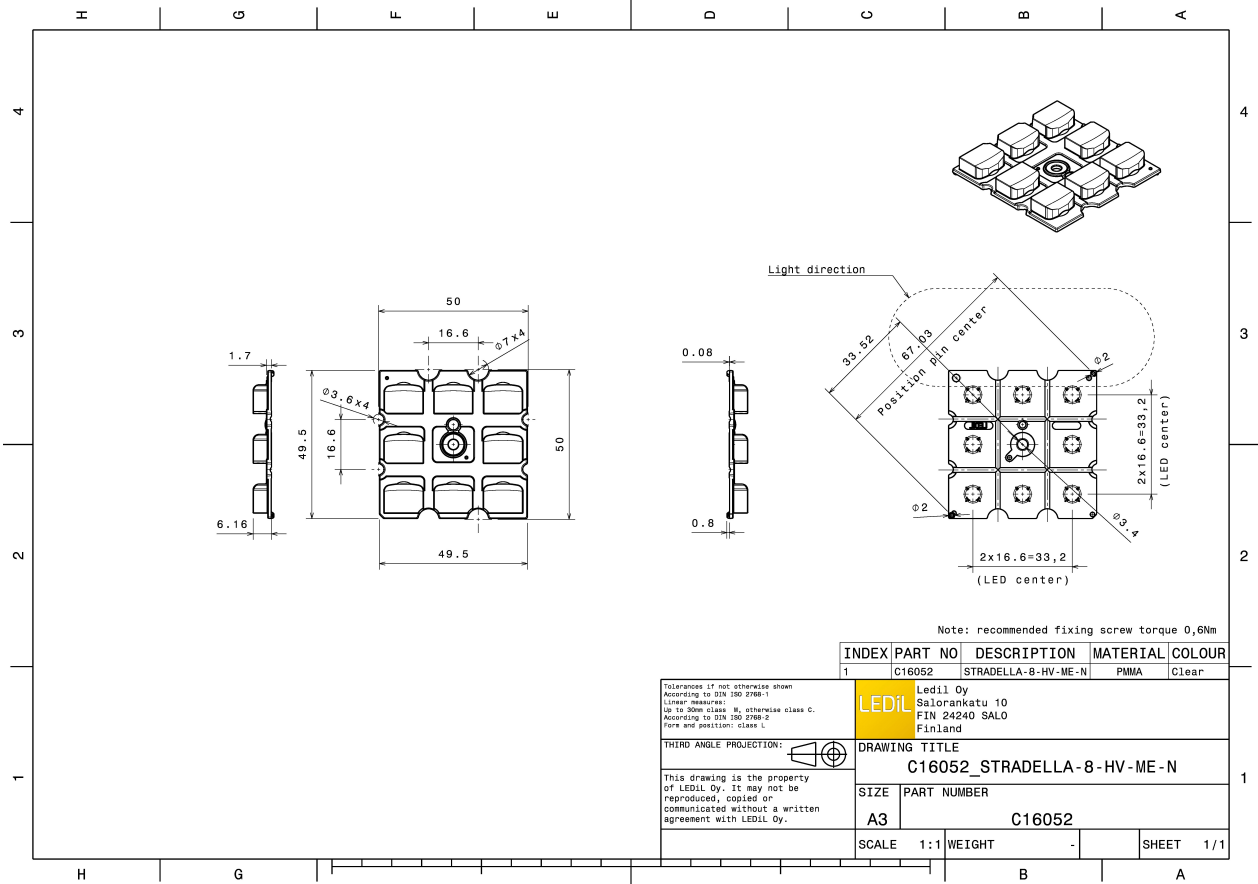 H G F E D C B A
4 4
Light direction
50
16.6
Ø7x4
1.7
Ø3.6x4
49.5
16.6
50
6.16
49.5
0.08
0.8
33.52
67.03
Position pin center
Ø2
2x16.6=33,2
(LED center)
Ø2
Ø3.4
2x16.6=33,2
(LED center)
3 3
2 2
Note: recommended fixing screw torque 0,6Nm
INDEX PART NO DESCRIPTION MATERIAL COLOUR
1 C16052 STRADELLA-8-HV-ME-N PMMA Clear
Tolerances if not otherwise shown
According to DIN ISO 2768-1
Linear measures:
Up to 30mm class M, otherwise class C.
According to DIN ISO 2768-2
Form and position: class L
LEDiL
Ledil Oy
Salorankatu 10
FIN 24240 SALO
Finland
THIRD ANGLE PROJECTION:
DRAWING TITLE
C16052_STRADELLA-8-HV-ME-N
This drawing is the property
of LEDiL Oy. It may not be
reproduced, copied or
communicated without a written
agreement with LEDiL Oy.
SIZE PART NUMBER
A3 C16052
SCALE 1:1 WEIGHT - SHEET 1/1
1 1
H G B A